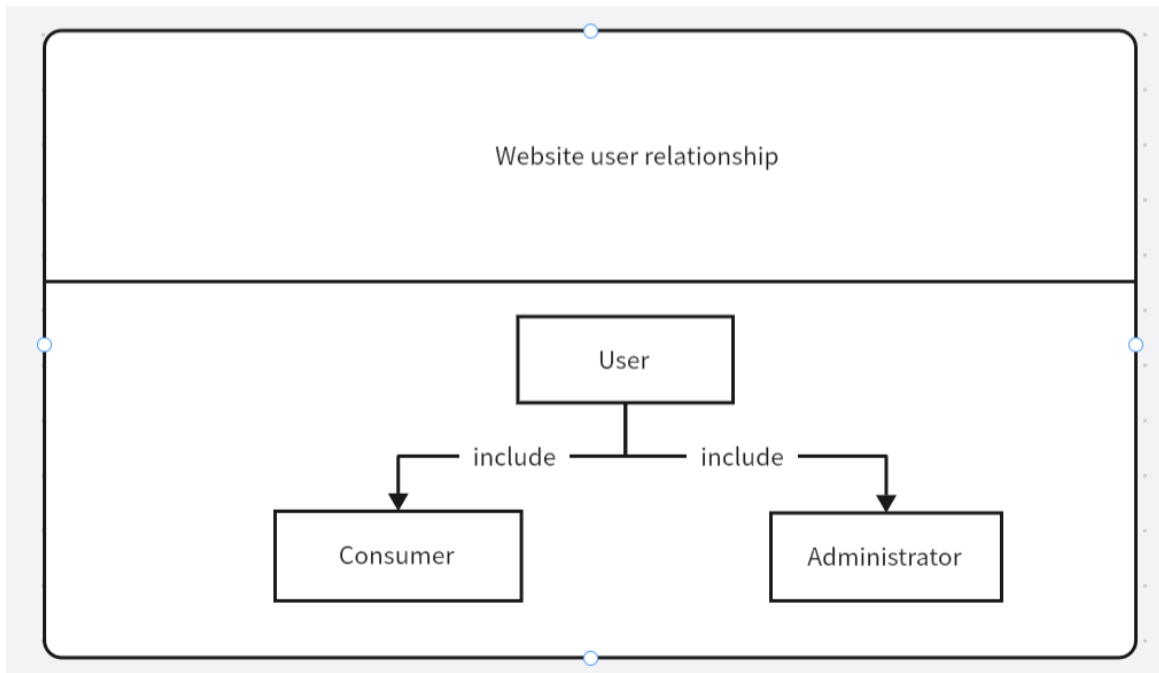 Website user relationship
User
include
include
Consumer
Administrator